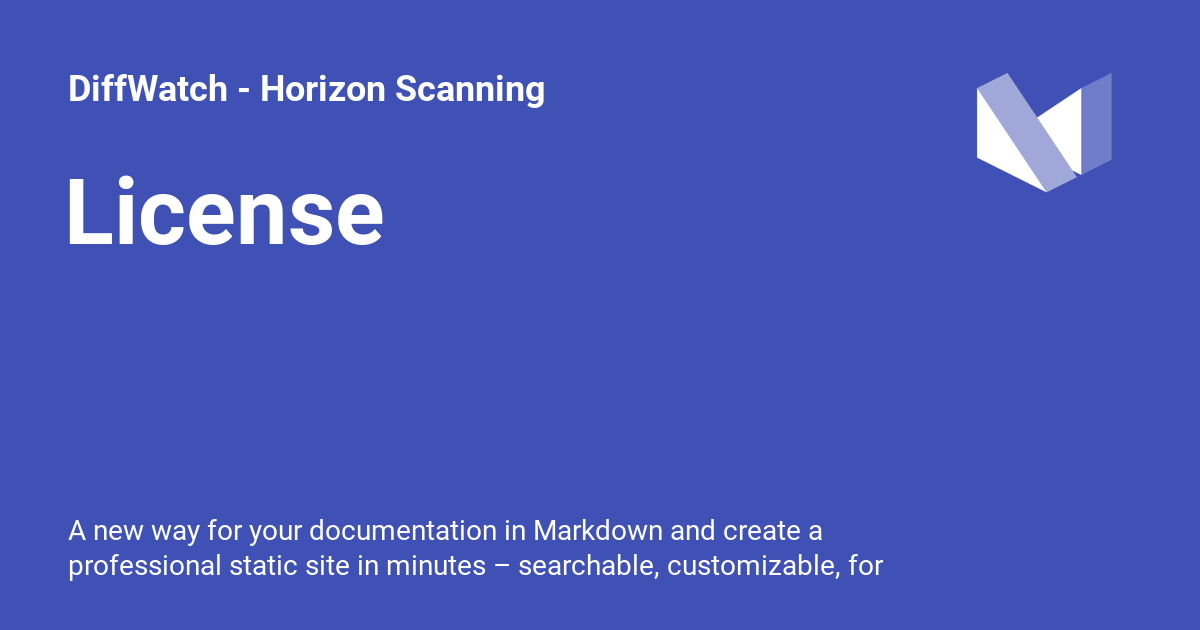 DiffWatch - Horizon Scanning
License
A new way for your documentation in Markdown and create a
professional static site in minutes – searchable, customizable, for